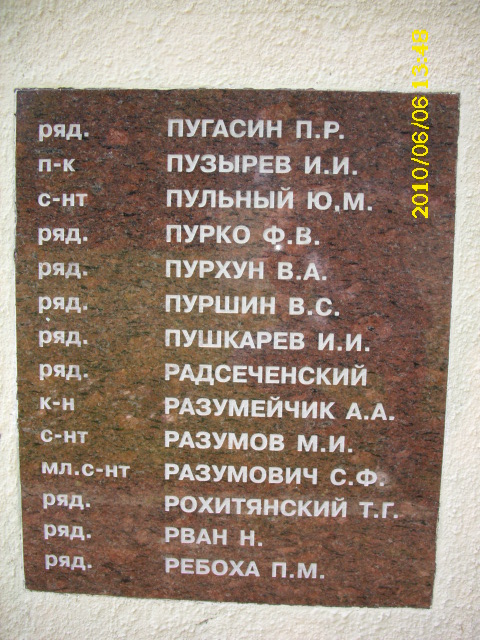 ряд. ПУГАСИН П.Р.
п-к ПУЗЫРЕВ И.И.
с-нт ПУЛЬНЫЙ Ю.М.
ряд. ПУРКО Ф.В.
ряд. ПУРХУН В.А.
ряд. ПУРШИН В.С.
ряд. ПУШКАРЕВ И.И.
ряд. РАДСЕЧЕНСКИЙ
к-н РАЗУМЕЙЧИК А.А.
с-нт РАЗУМОВ М.И.
мл.с-нт РАЗУМОВИЧ С.Ф.
ряд. РОХИТЯНСКИЙ Т.Г.
ряд. РВАН Н.
ряд. РЕБОХА П.М.
2010/06/06 13:49